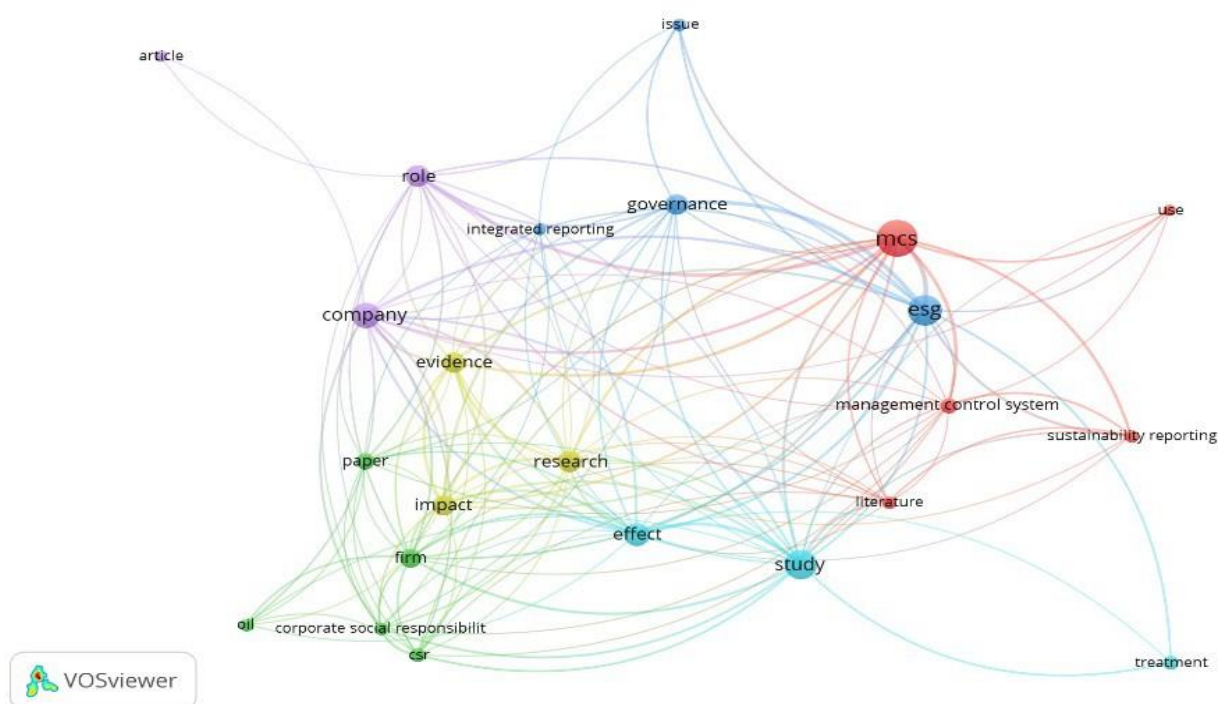 issue
article
role
governance
use
integrated reporting
mcs
esg
company
evidence
management control system
sustainability reporting
paper
research
literature
impact
effect
firm
study
oil
corporate social responsibilit
csr
treatment
VOSviewer